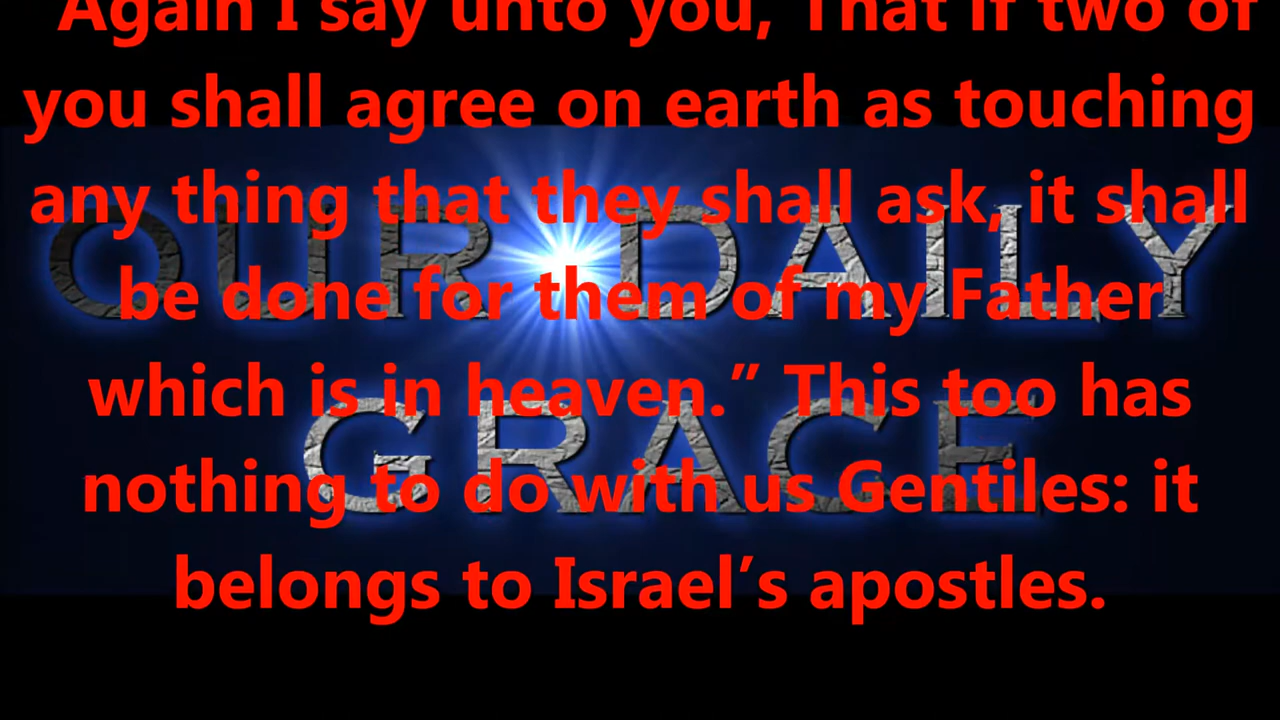 Again I say unto you, That if two of
you shall agree on earth as touching
any thing that they shall ask, it shall
OUR DAILY
be done for them of my Father
which is in heaven.” This too has
GRACE
nothing to do with us Gentiles: it
belongs to Israel’s apostles.